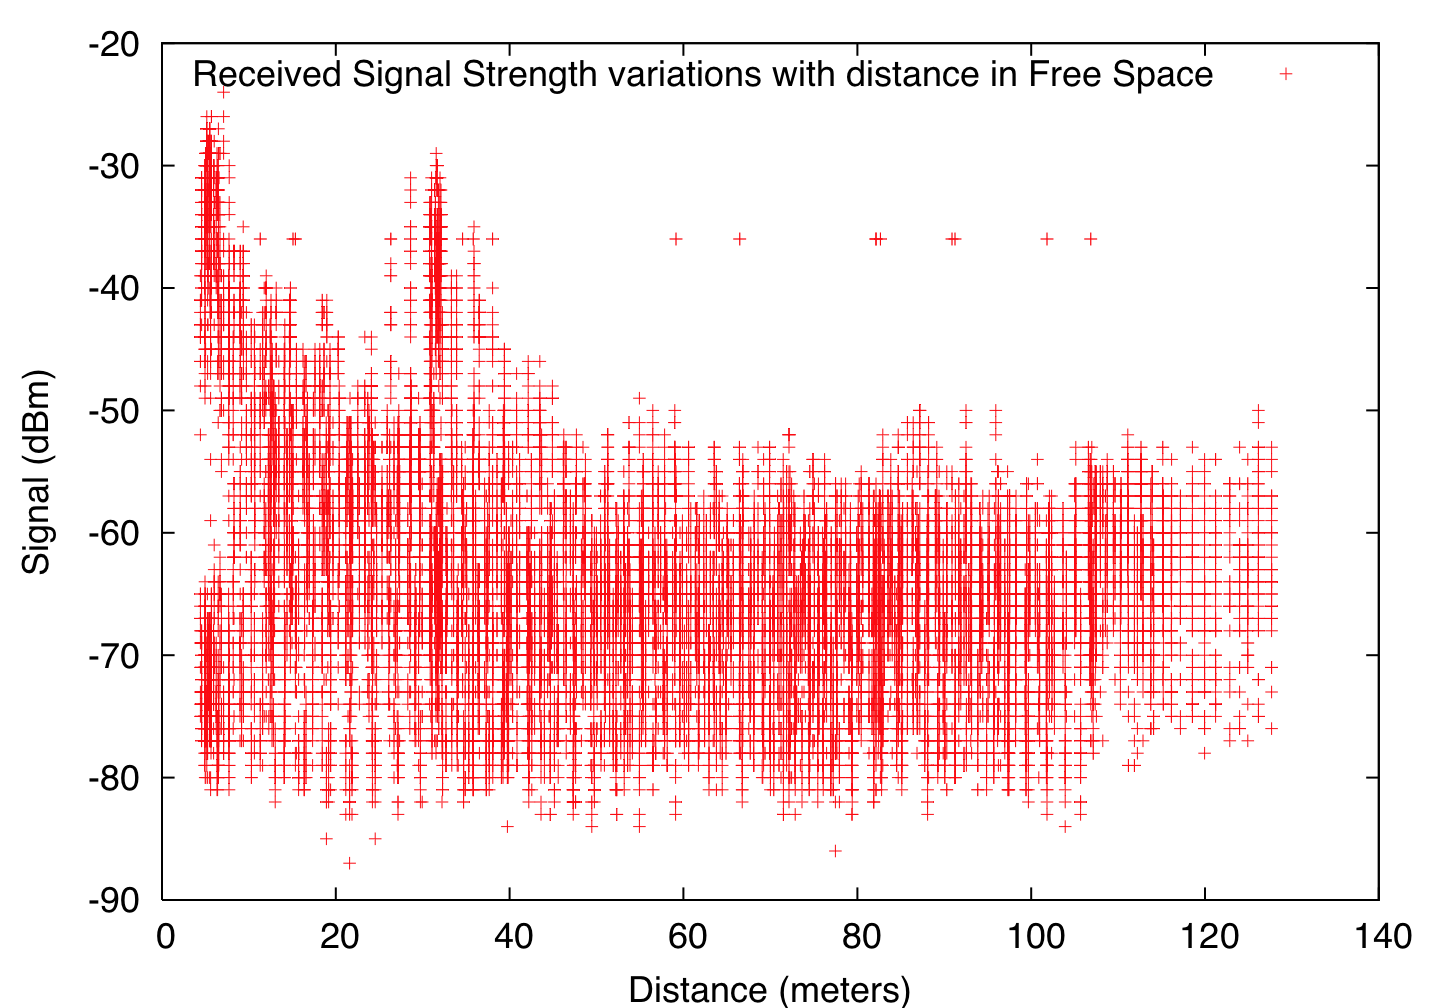 Received Signal Strength variations with distance in Free Space
-20
-30
-40
-50
-60
-70
-80
-90
Signal (dBm)
0 20 40 60 80 100 120 140
Distance (meters)